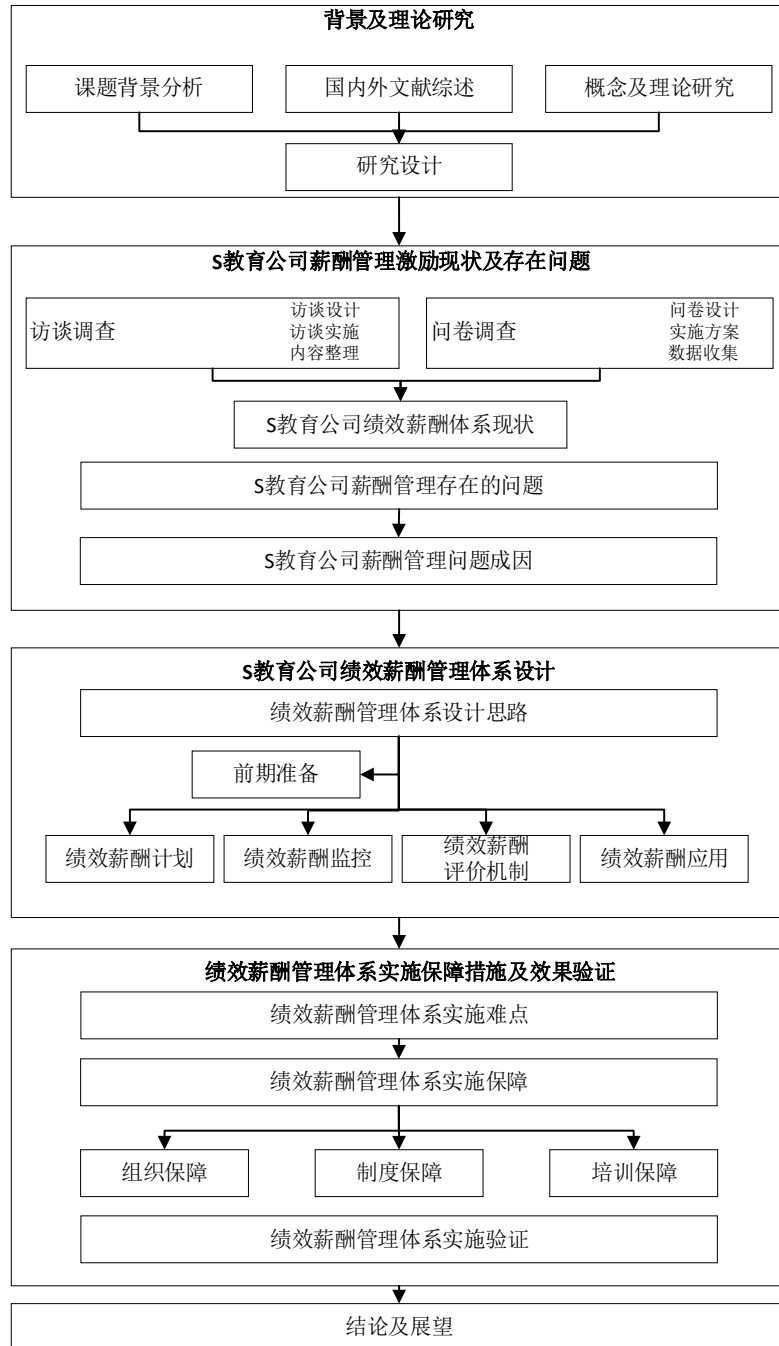 背景及理论研究
课题背景分析
国内外文献综述
概念及理论研究
研究设计
S教育公司薪酬管理激励现状及存在问题
访谈调查
访谈设计
访谈实施
内容整理
问卷调查
问卷设计
实施方案
数据收集
S教育公司绩效薪酬体系现状
S教育公司薪酬管理存在的问题
S教育公司薪酬管理问题成因
S教育公司绩效薪酬管理体系设计
绩效薪酬管理体系设计思路
前期准备
绩效薪酬计划
绩效薪酬监控
绩效薪酬
评价机制
绩效薪酬应用
绩效薪酬管理体系实施保障措施及效果验证
绩效薪酬管理体系实施难点
绩效薪酬管理体系实施保障
组织保障
制度保障
培训保障
绩效薪酬管理体系实施验证
结论及展望